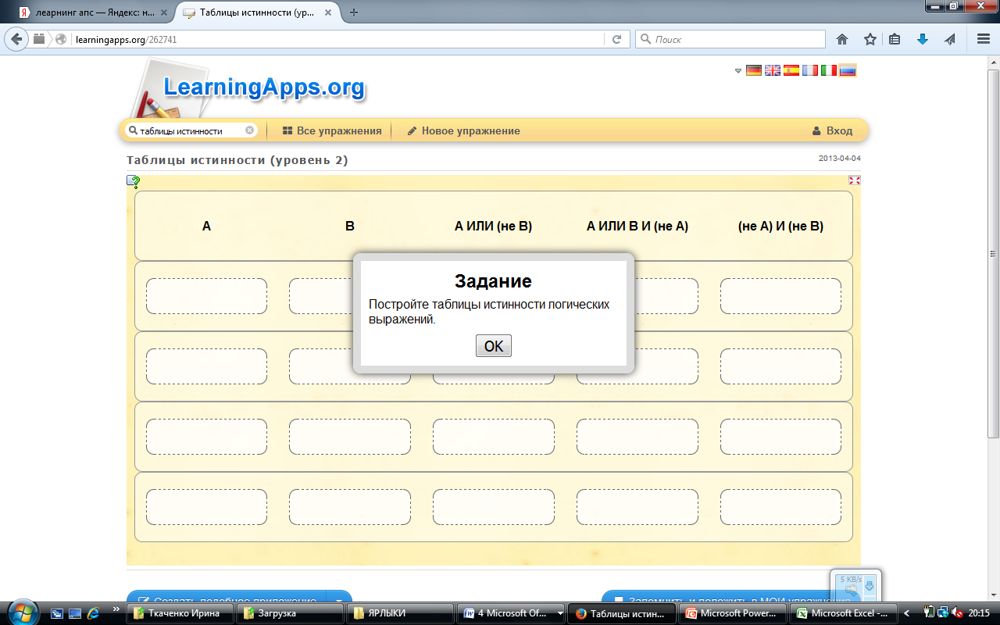 леарнинг апс — Яндекс: н...
Таблицы истинности (ур...
learningapps.org/262741
Поиск
LearningApps.org
таблицы истинности
Все упражнения
Новое упражнение
Вход
Таблицы истинности (уровень 2)
2013-04-04
A
B
А ИЛИ (не В)
А ИЛИ В И (не А)
(не А) И (не В)
Задание
Постройте таблицы истинности логических
выражений.
OK
5 KB/s
Создать подобное приложение
Запомнить и положить в МОИ упражнения
Ткаченко Ирина
Загрузка
ЯРЛЫКИ
4 Microsoft Of...
Таблицы истин...
Microsoft Power...
Microsoft Excel -...
20:15